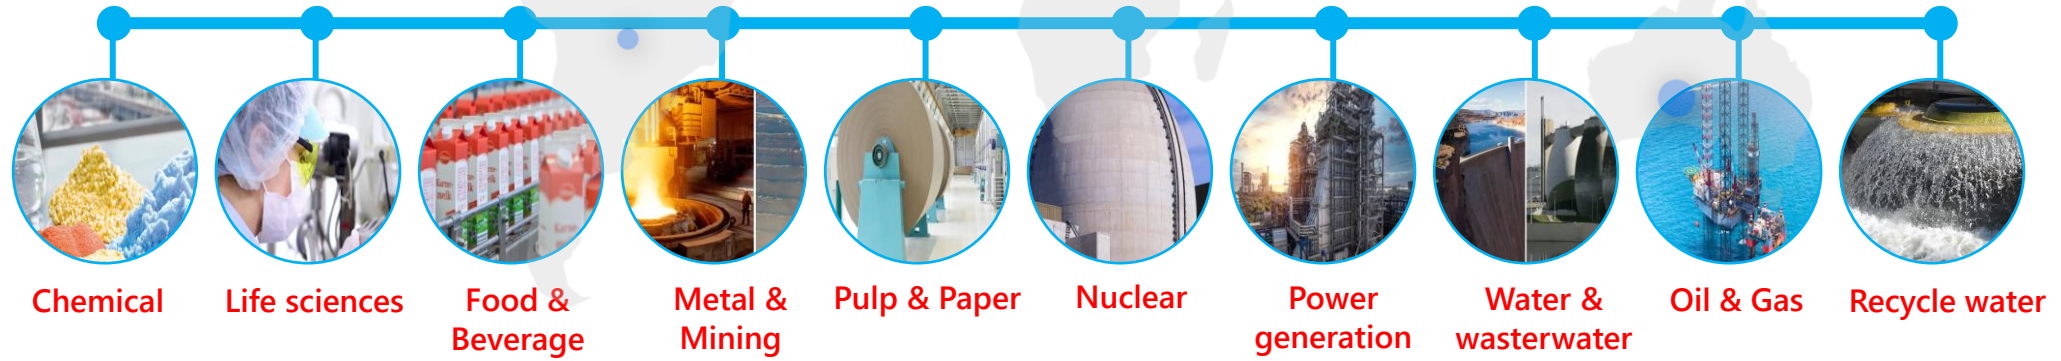 Chemical
Life sciences
Food &
Beverage
Metal &
Mining
Pulp & Paper
Nuclear
Power
generation
Water &
wasterwater
Oil & Gas
Recycle water